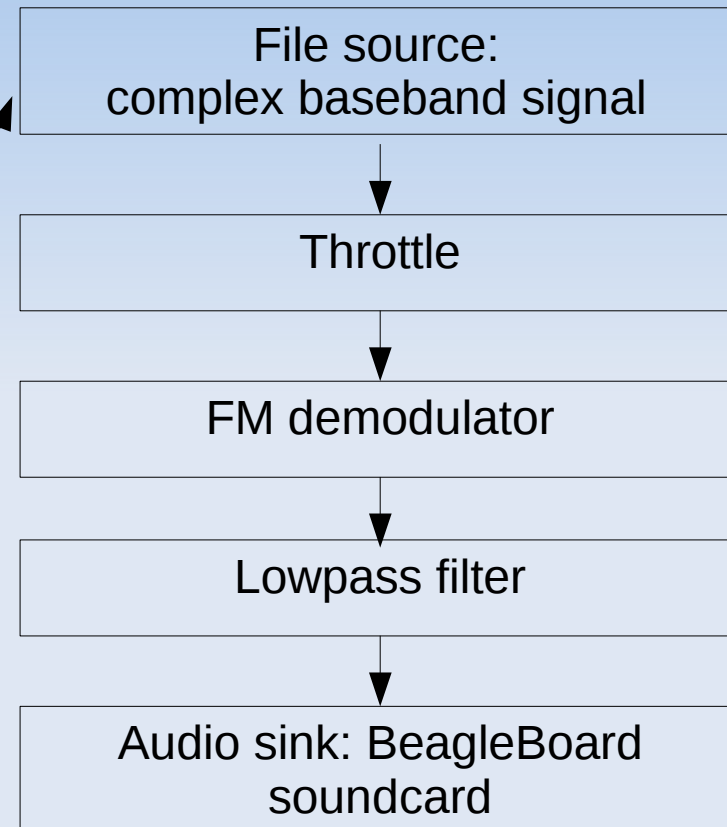 File source:
complex baseband signal
Throttle
FM demodulator
Lowpass filter
Audio sink: BeagleBoard
soundcard